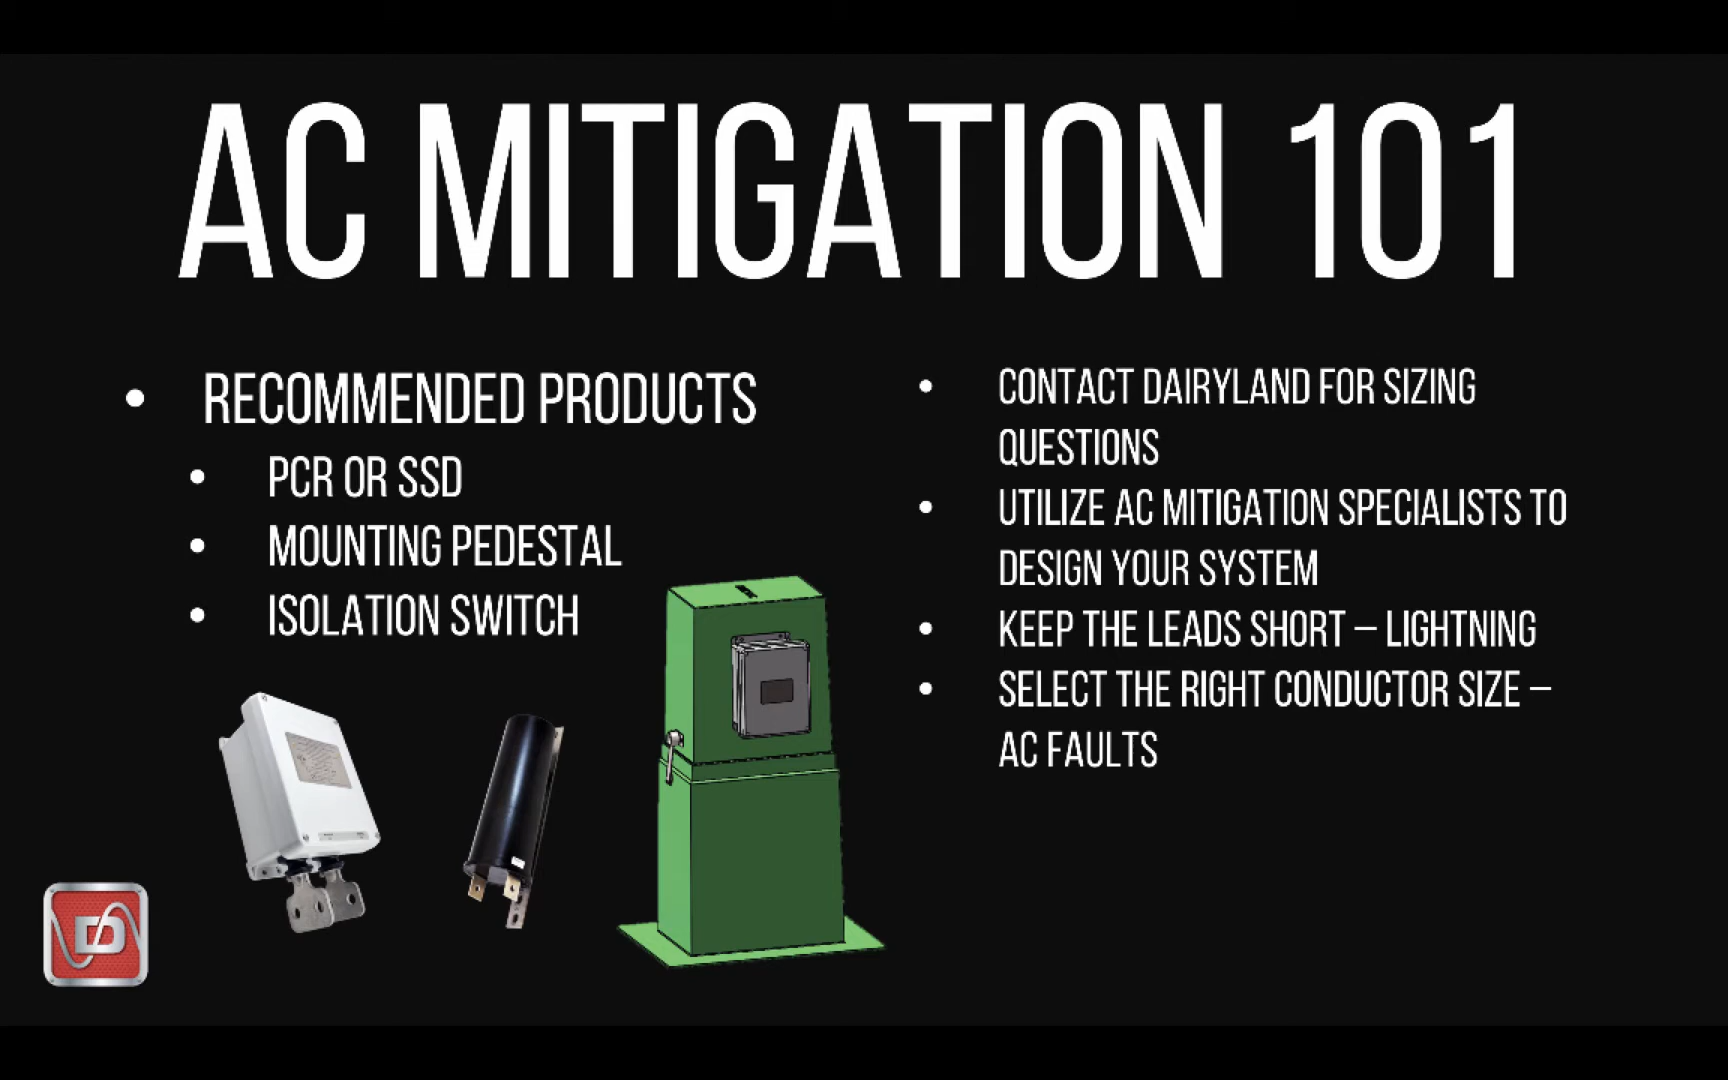 AC MITIGATION 101
RECOMMENDED PRODUCTS
PCR OR SSD
MOUNTING PEDESTAL
ISOLATION SWITCH
CONTACT DAIRYLAND FOR SIZING
QUESTIONS
UTILIZE AC MITIGATION SPECIALISTS TO
DESIGN YOUR SYSTEM
KEEP THE LEADS SHORT – LIGHTNING
SELECT THE RIGHT CONDUCTOR SIZE –
AC FAULTS
D